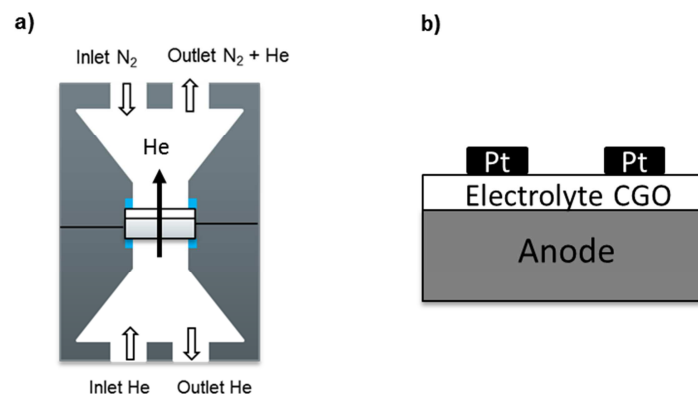 a)
Inlet N₂
Outlet N₂ + He
He
Inlet He
Outlet He
b)
Pt
Pt
Electrolyte CGO
Anode